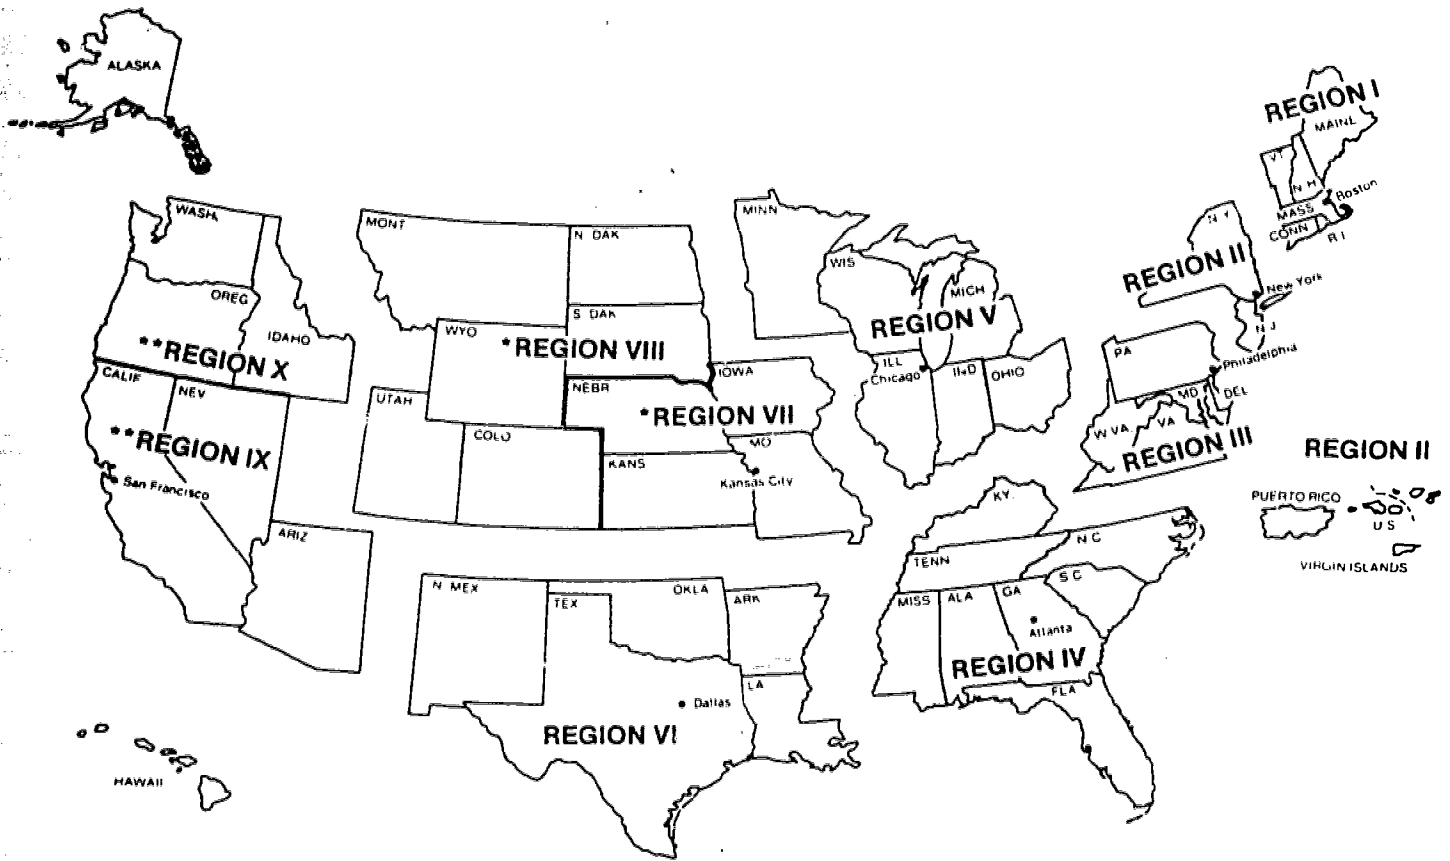 ALASKA
REGION I
MAINE
VT
N H
Boston
MASS
CONN
R I
N Y
REGION II
New York
N J
WASH.
OREG
IDAHO
**REGION X
MONT
N DAK
S DAK
WYO
*REGION VIII
UTAH
COLO
MINN
WIS
MICH
REGION V
ILL
Chicago
IND
OHIO
IOWA
NEBR
*REGION VII
MO
KANS
Kansas City
CALIF
NEV
**REGION IX
San Francisco
ARIZ
PA
Philadelphia
MD
DEL
W VA.
VA
REGION III
REGION II
PUERTO RICO
U S
VIRGIN ISLANDS
KY.
N C
TENN
S C
MISS
ALA
GA
Atlanta
REGION IV
FLA
N MEX
OKLA
TEX
ARK
LA
Dallas
REGION VI
HAWAII